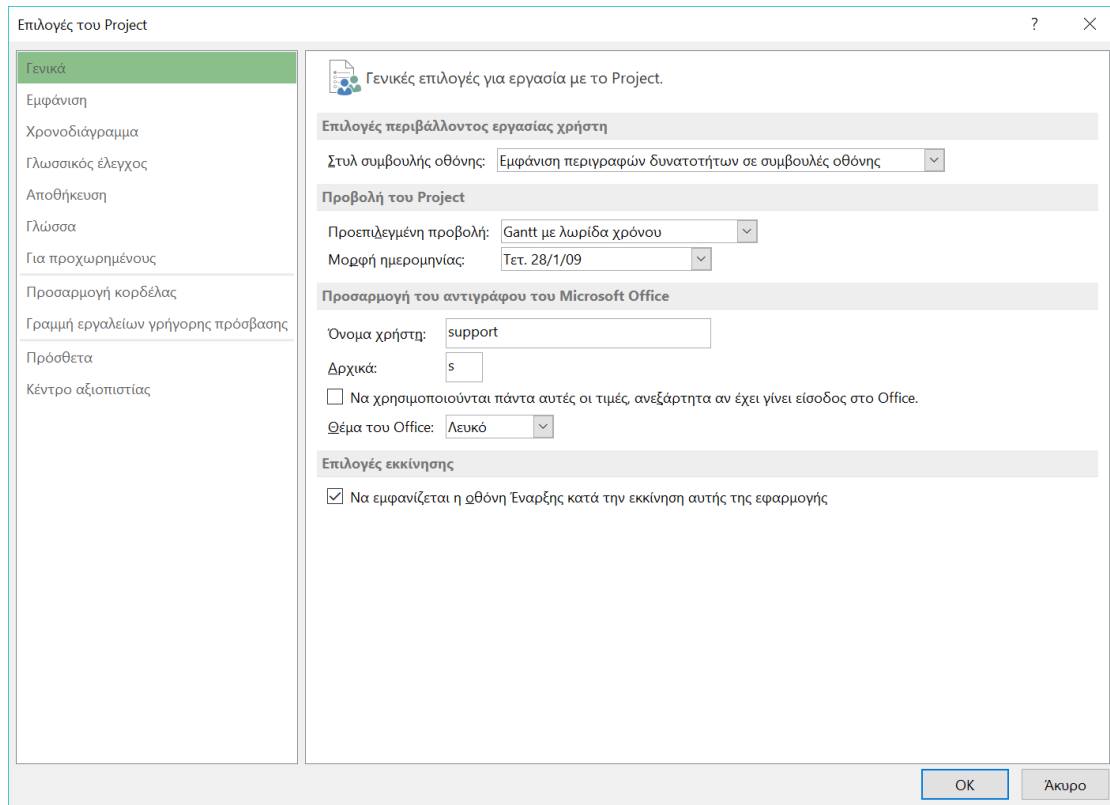 Επιλογές του Project
?
Γενικά
Εμφάνιση
Χρονοδιάγραμμα
Γλωσσικός έλεγχος
Αποθήκευση
Γλώσσα
Για προχωρημένους
Προσαρμογή κορδέλας
Γραμμή εργαλείων γρήγορης πρόσβασης
Πρόσθετα
Κέντρο αξιοπιστίας
Γενικές επιλογές για εργασία με το Project.
Επιλογές περιβάλλοντος εργασίας χρήστη
Στυλ συμβουλής οθόνης: Εμφάνιση περιγραφών δυνατοτήτων σε συμβουλές οθόνης
Προβολή του Project
Προεπιλεγμένη προβολή: Gantt με λωρίδα χρόνου
Μορφή ημερομηνίας: Τετ. 28/1/09
Προσαρμογή του αντιγράφου του Microsoft Office
Όνομα χρήστη: support
Αρχικά: s
Να χρησιμοποιούνται πάντα αυτές οι τιμές, ανεξάρτητα αν έχει γίνει είσοδος στο Office.
Θέμα του Office: Λευκό
Επιλογές εκκίνησης
Να εμφανίζεται η οθόνη Έναρξης κατά την εκκίνηση αυτής της εφαρμογής
OK Άκυρο